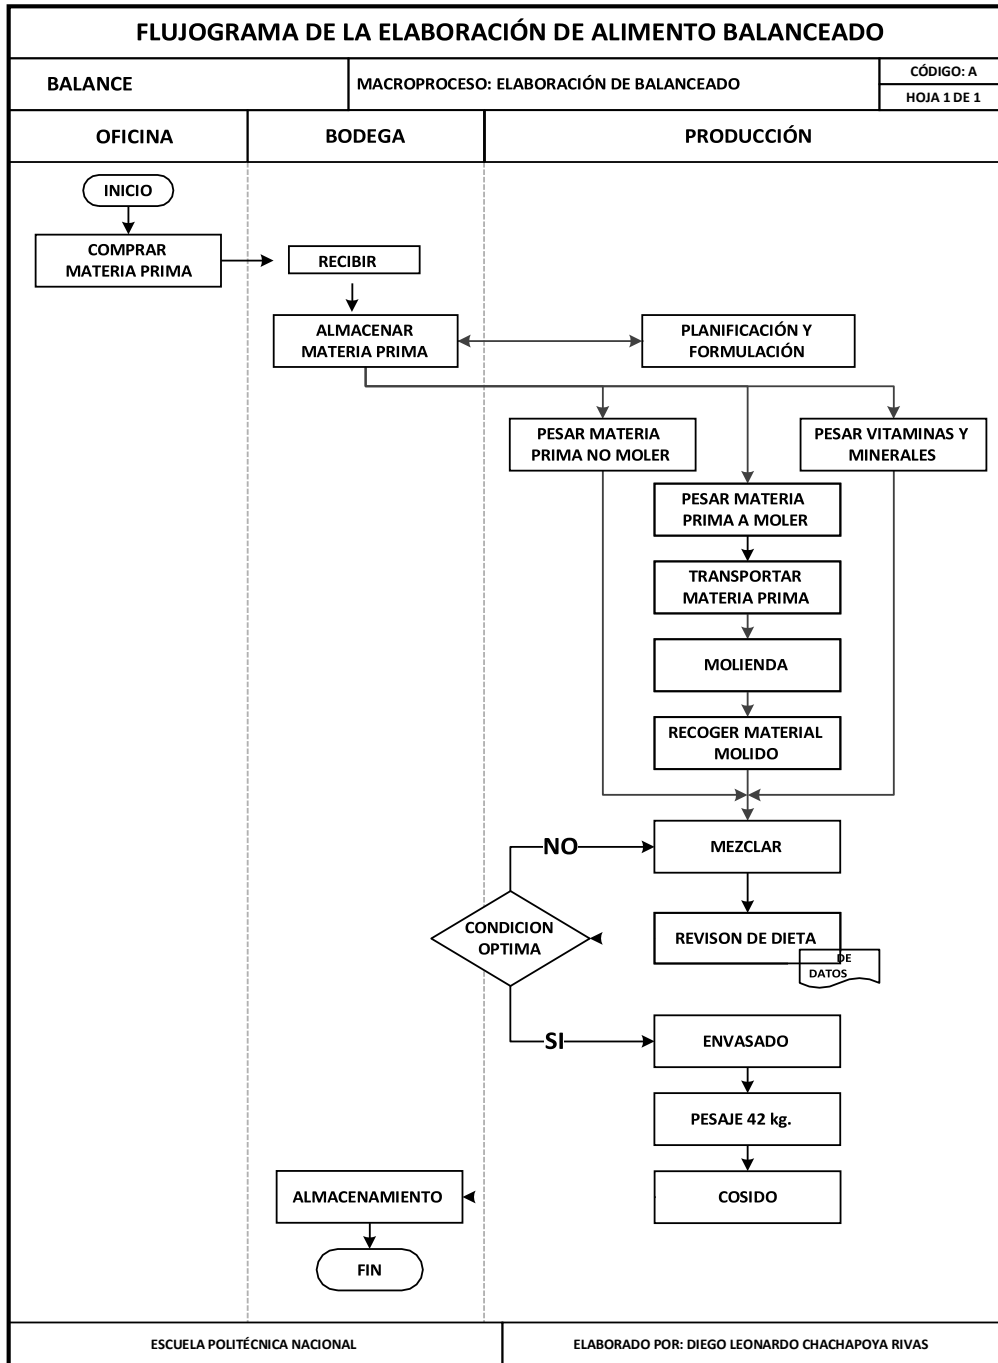 FLUJOGRAMA DE LA ELABORACIÓN DE ALIMENTO BALANCEADO
BALANCE
MACROPROCESO: ELABORACIÓN DE BALANCEADO
CÓDIGO: A
HOJA 1 DE 1
OFICINA
BODEGA
PRODUCCIÓN
INICIO
COMPRAR
MATERIA PRIMA
RECIBIR
ALMACENAR
MATERIA PRIMA
PLANIFICACIÓN Y
FORMULACIÓN
PESAR MATERIA
PRIMA NO MOLER
PESAR VITAMINAS Y
MINERALES
PESAR MATERIA
PRIMA A MOLER
TRANSPORTAR
MATERIA PRIMA
MOLIENDA
RECOGER MATERIAL
MOLIDO
NO
MEZCLAR
CONDICION
OPTIMA
REVISON DE DIETA
DE
DATOS
SI
ENVASADO
PESAJE 42 kg.
ALMACENAMIENTO
COSIDO
FIN
ESCUELA POLITÉCNICA NACIONAL
ELABORADO POR: DIEGO LEONARDO CHACHAPOYA RIVAS